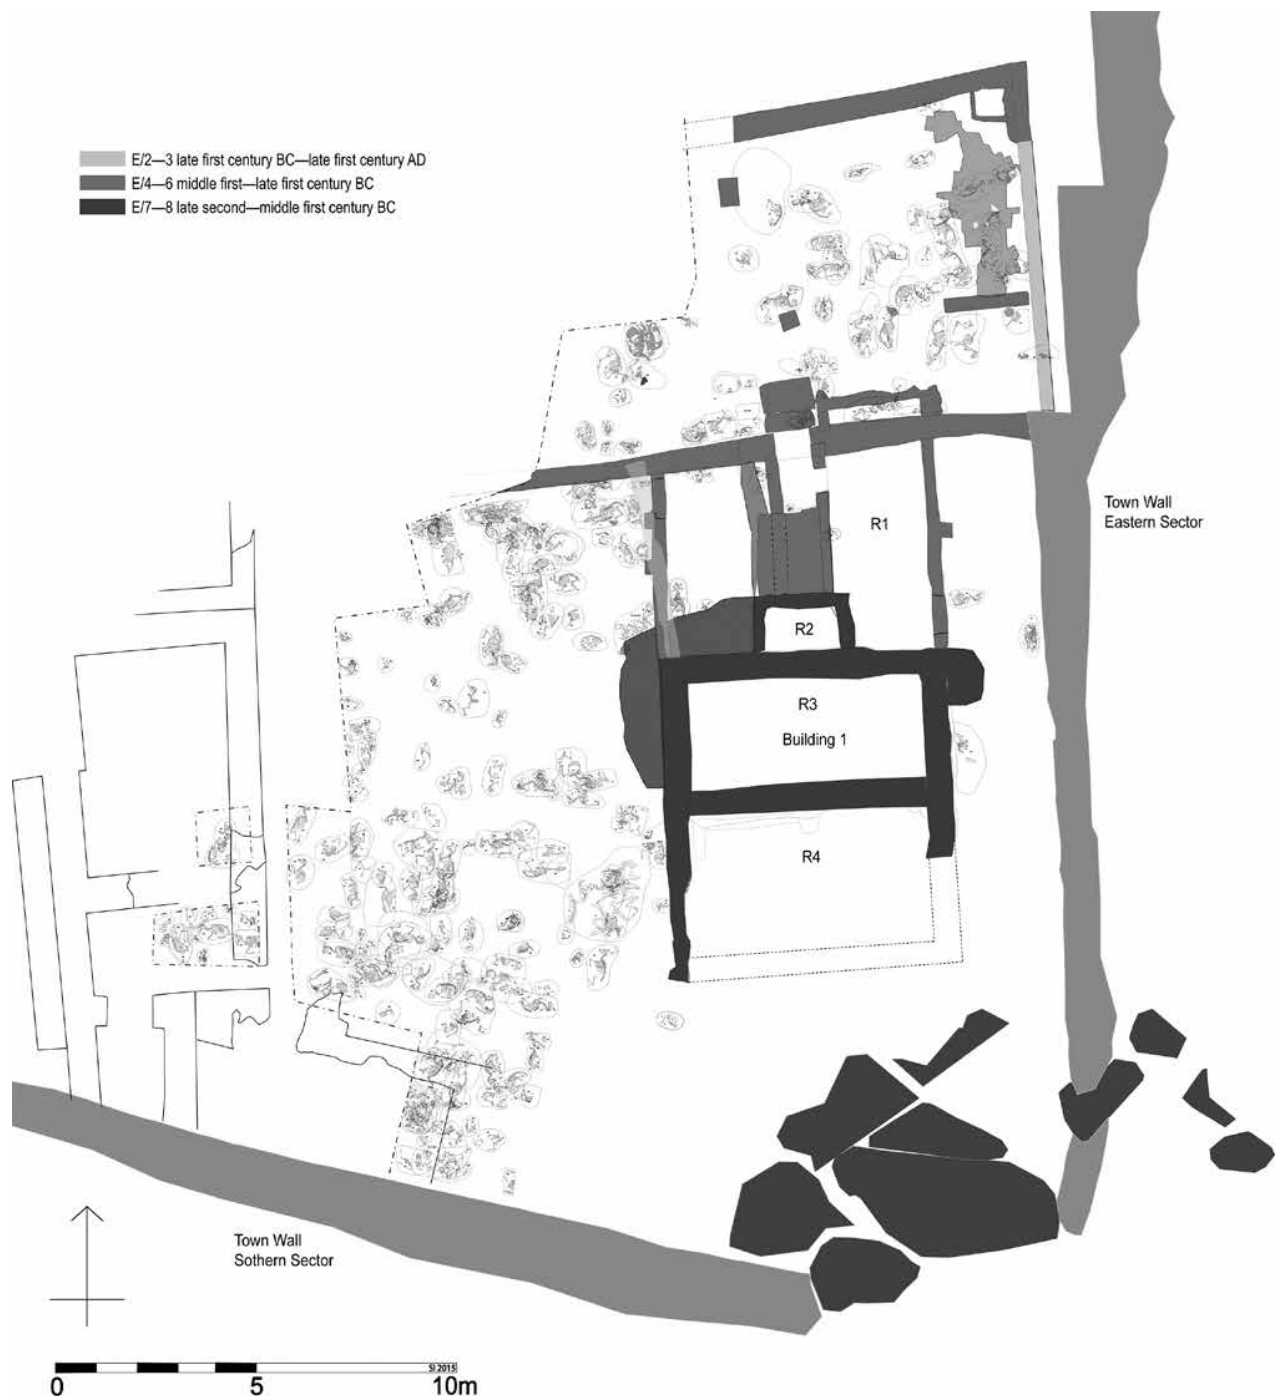 E/2—3 late first century BC—late first century AD
E/4—6 middle first—late first century BC
E/7—8 late second—middle first century BC
Town Wall
Eastern Sector
R1
R2
R3
Building 1
R4
Town Wall
Sothern Sector
SI 2015
0 5 10m